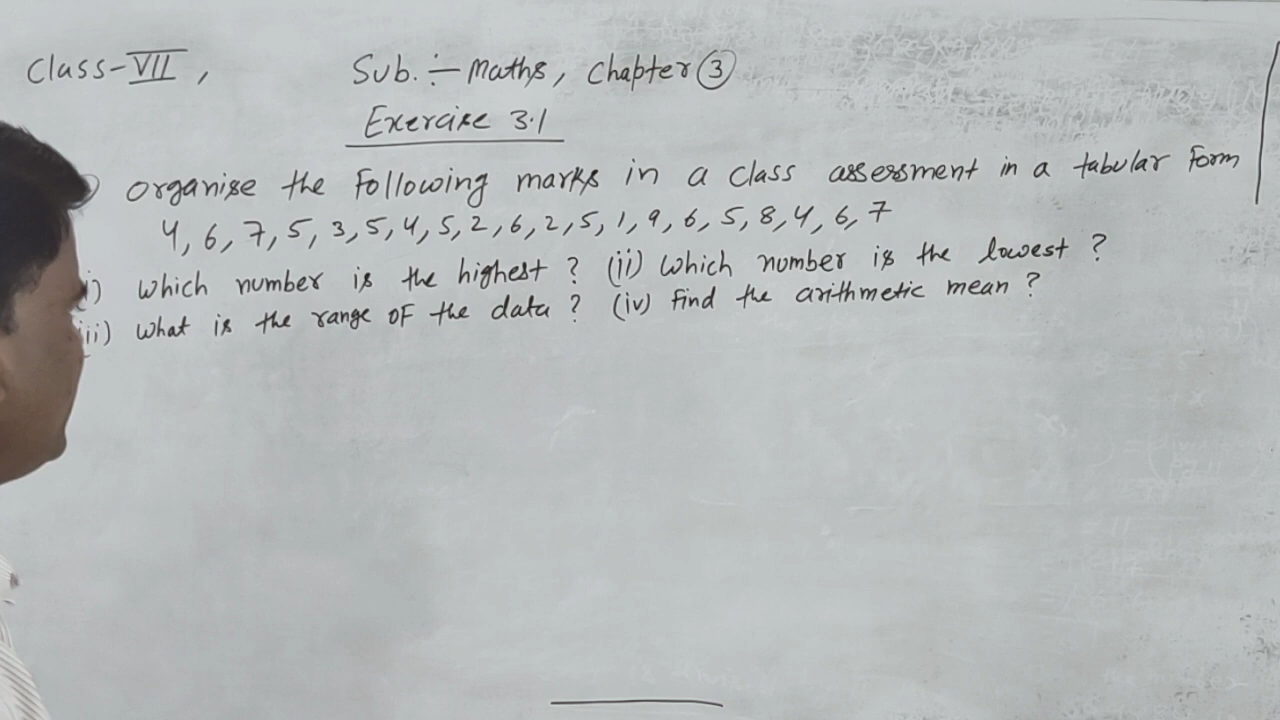 Class-VII, Sub. :- Maths, Chapter ③
Exercise 3.1
) Organise the Following marks in a class assessment in a tabular Form
4, 6, 7, 5, 3, 5, 4, 5, 2, 6, 2, 5, 1, 9, 6, 5, 8, 4, 6, 7
i) Which number is the highest ? (ii) Which number is the lowest ?
ii) What is the range OF the data ? (iv) Find the arithmetic mean ?